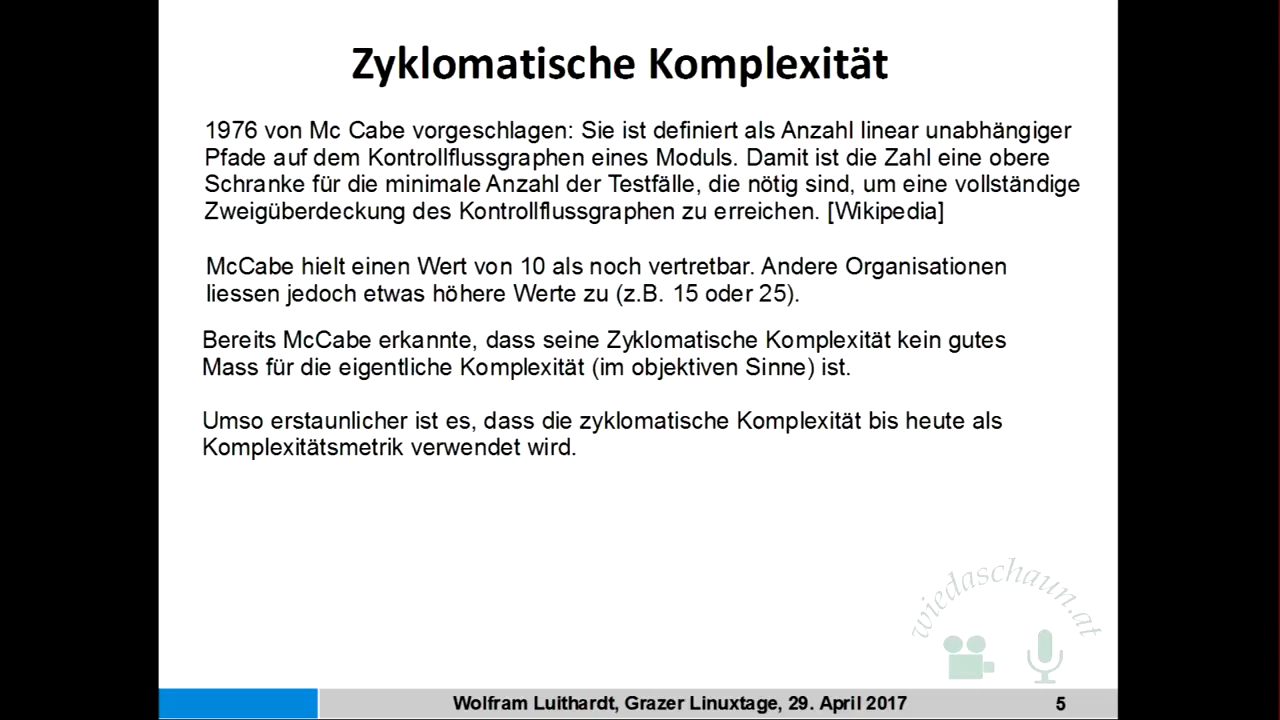 Zyklomatische Komplexität
1976 von Mc Cabe vorgeschlagen: Sie ist definiert als Anzahl linear unabhängiger
Pfade auf dem Kontrollflussgraphen eines Moduls. Damit ist die Zahl eine obere
Schranke für die minimale Anzahl der Testfälle, die nötig sind, um eine vollständige
Zweigüberdeckung des Kontrollflussgraphen zu erreichen. [Wikipedia]
McCabe hielt einen Wert von 10 als noch vertretbar. Andere Organisationen
liessen jedoch etwas höhere Werte zu (z.B. 15 oder 25).
Bereits McCabe erkannte, dass seine Zyklomatische Komplexität kein gutes
Mass für die eigentliche Komplexität (im objektiven Sinne) ist.
Umso erstaunlicher ist es, dass die zyklomatische Komplexität bis heute als
Komplexitätsmetrik verwendet wird.
wiedaschaun.at
Wolfram Luithardt, Grazer Linuxtage, 29. April 2017
5